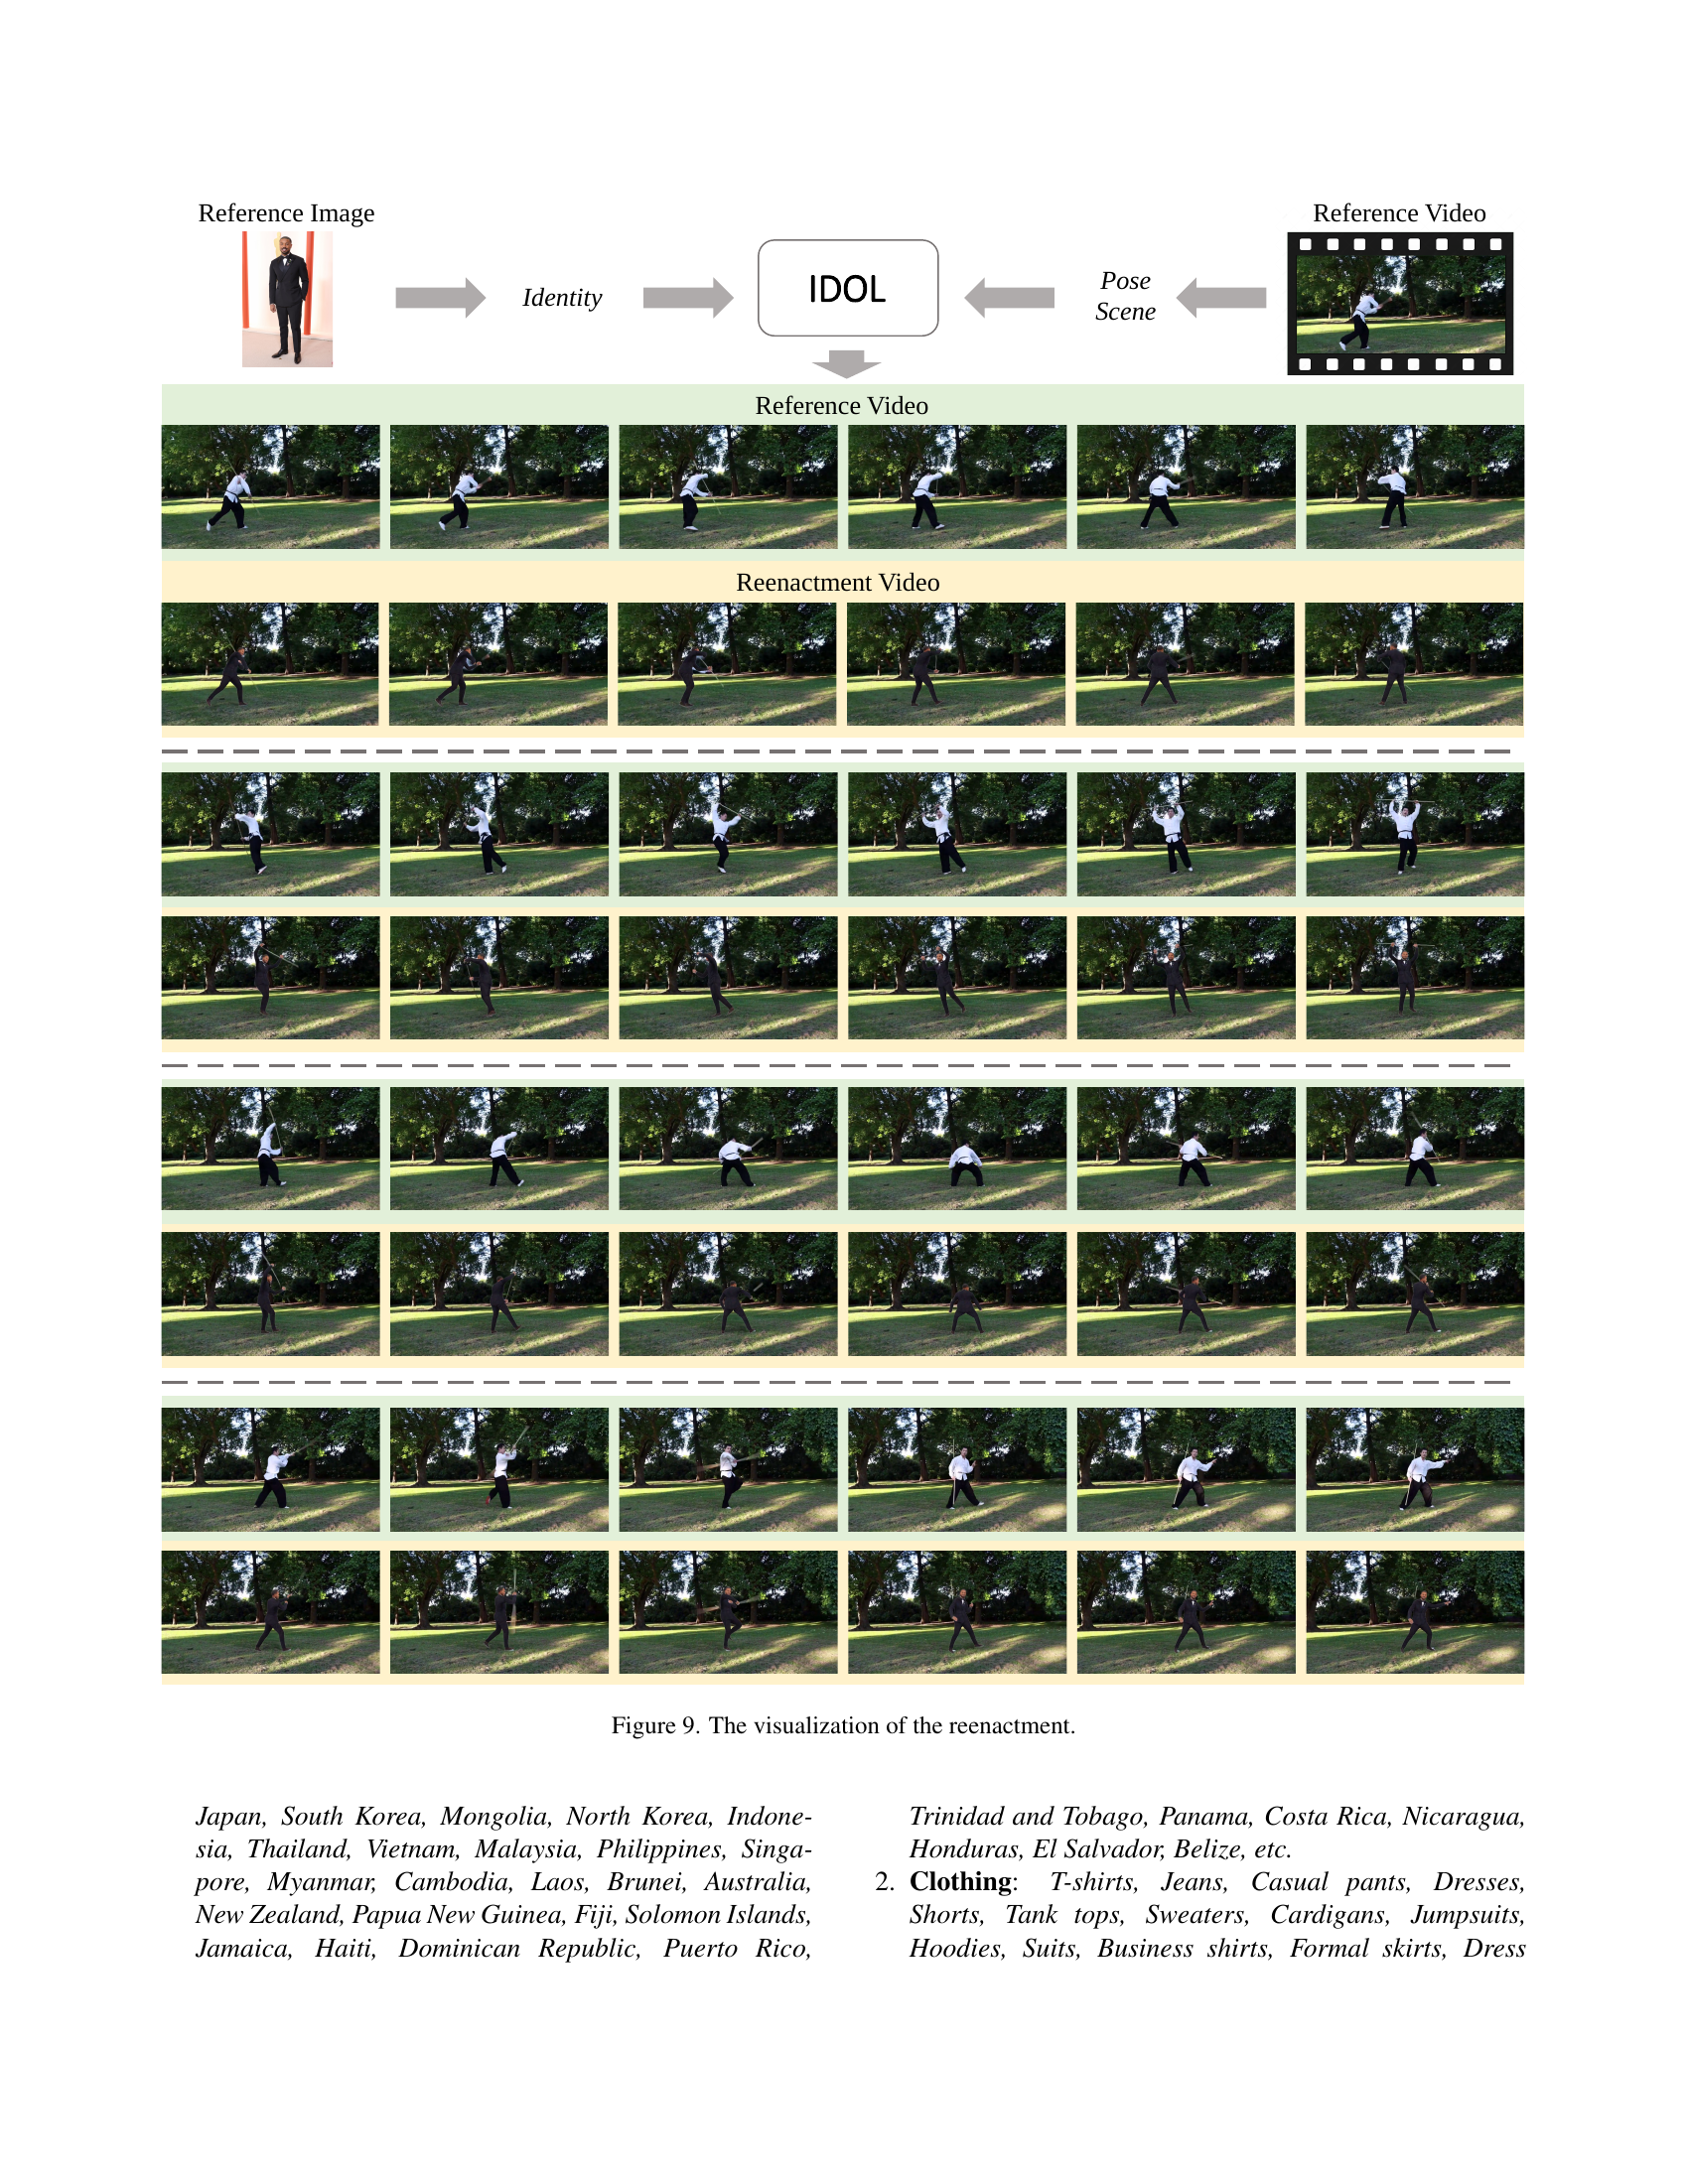 Reference Image
Reference Video
Identity
IDOL
Pose
Scene
Reference Video
Reenactment Video
Figure 9. The visualization of the reenactment.
Japan, South Korea, Mongolia, North Korea, Indone-
sia, Thailand, Vietnam, Malaysia, Philippines, Singa-
pore, Myanmar, Cambodia, Laos, Brunei, Australia,
New Zealand, Papua New Guinea, Fiji, Solomon Islands,
Jamaica, Haiti, Dominican Republic, Puerto Rico,
Trinidad and Tobago, Panama, Costa Rica, Nicaragua,
Honduras, El Salvador, Belize, etc.
2. Clothing: T-shirts, Jeans, Casual pants, Dresses,
Shorts, Tank tops, Sweaters, Cardigans, Jumpsuits,
Hoodies, Suits, Business shirts, Formal skirts, Dress